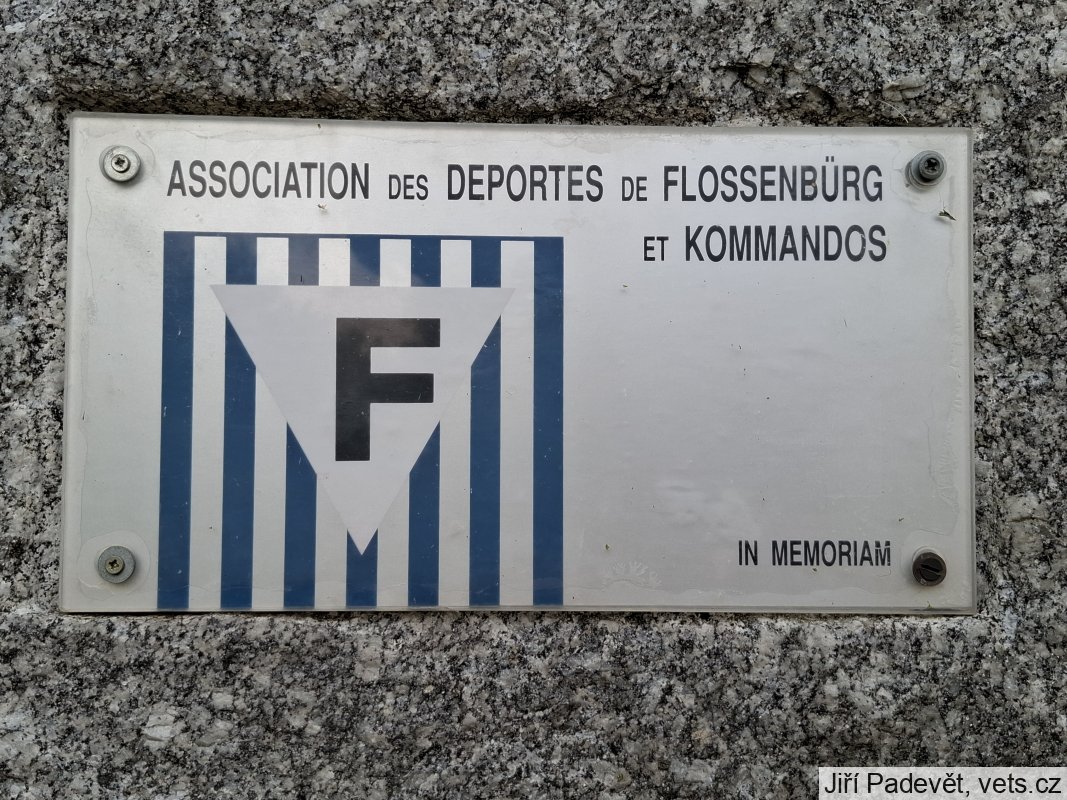 ASSOCIATION DES DEPORTES DE FLOSSENBÜRG
ET KOMMANDOS
F
IN MEMORIAM
Jiří Padevět, vets.cz